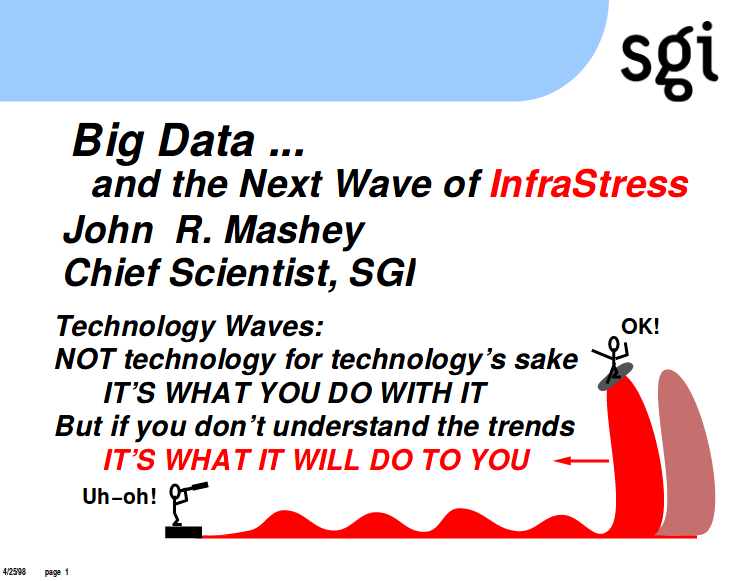 sgi
Big Data ...
and the Next Wave of InfraStress
John R. Mashey
Chief Scientist, SGI
Technology Waves:
NOT technology for technology's sake
IT'S WHAT YOU DO WITH IT
But if you don't understand the trends
IT'S WHAT IT WILL DO TO YOU
OK!
Uh-oh!
4/25/98 page 1